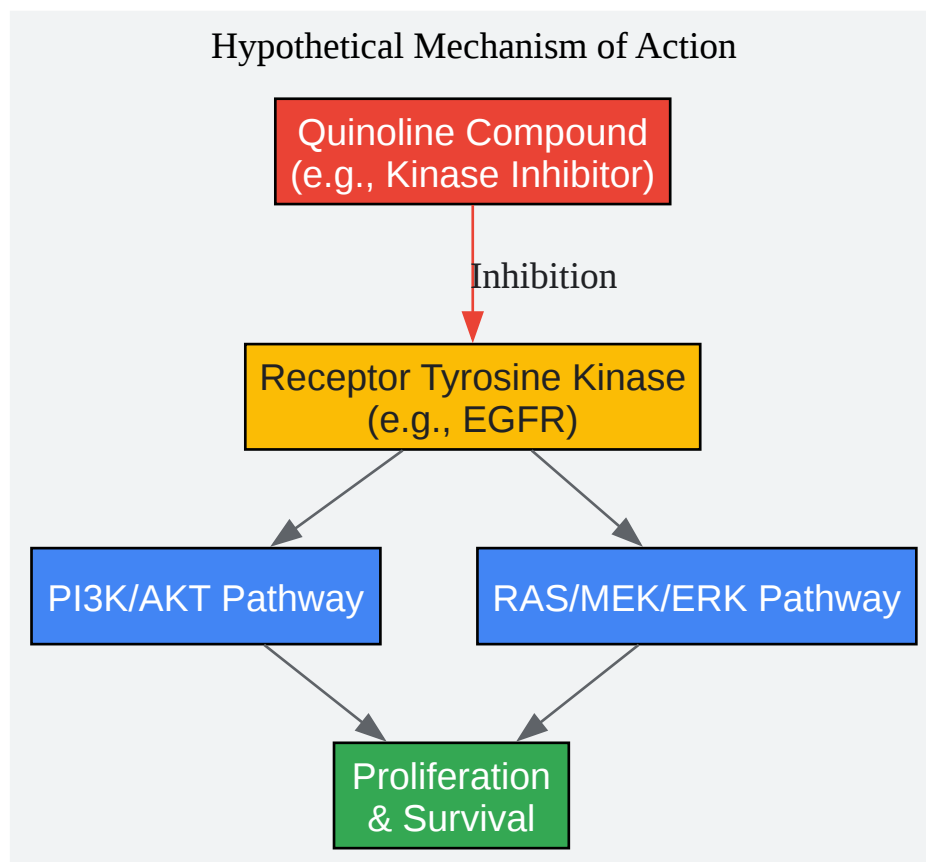 Hypothetical Mechanism of Action
Quinoline Compound
(e.g., Kinase Inhibitor)
Inhibition
Receptor Tyrosine Kinase
(e.g., EGFR)
PI3K/AKT Pathway
RAS/MEK/ERK Pathway
Proliferation
& Survival